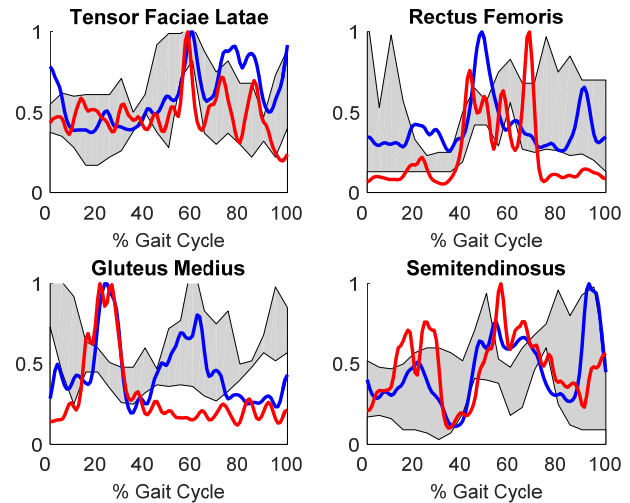 Tensor Faciae Latae
1
0.5
0
0 20 40 60 80 100
% Gait Cycle
Rectus Femoris
1
0.5
0
0 20 40 60 80 100
% Gait Cycle
Gluteus Medius
1
0.5
0
0 20 40 60 80 100
% Gait Cycle
Semitendinosus
1
0.5
0
0 20 40 60 80 100
% Gait Cycle